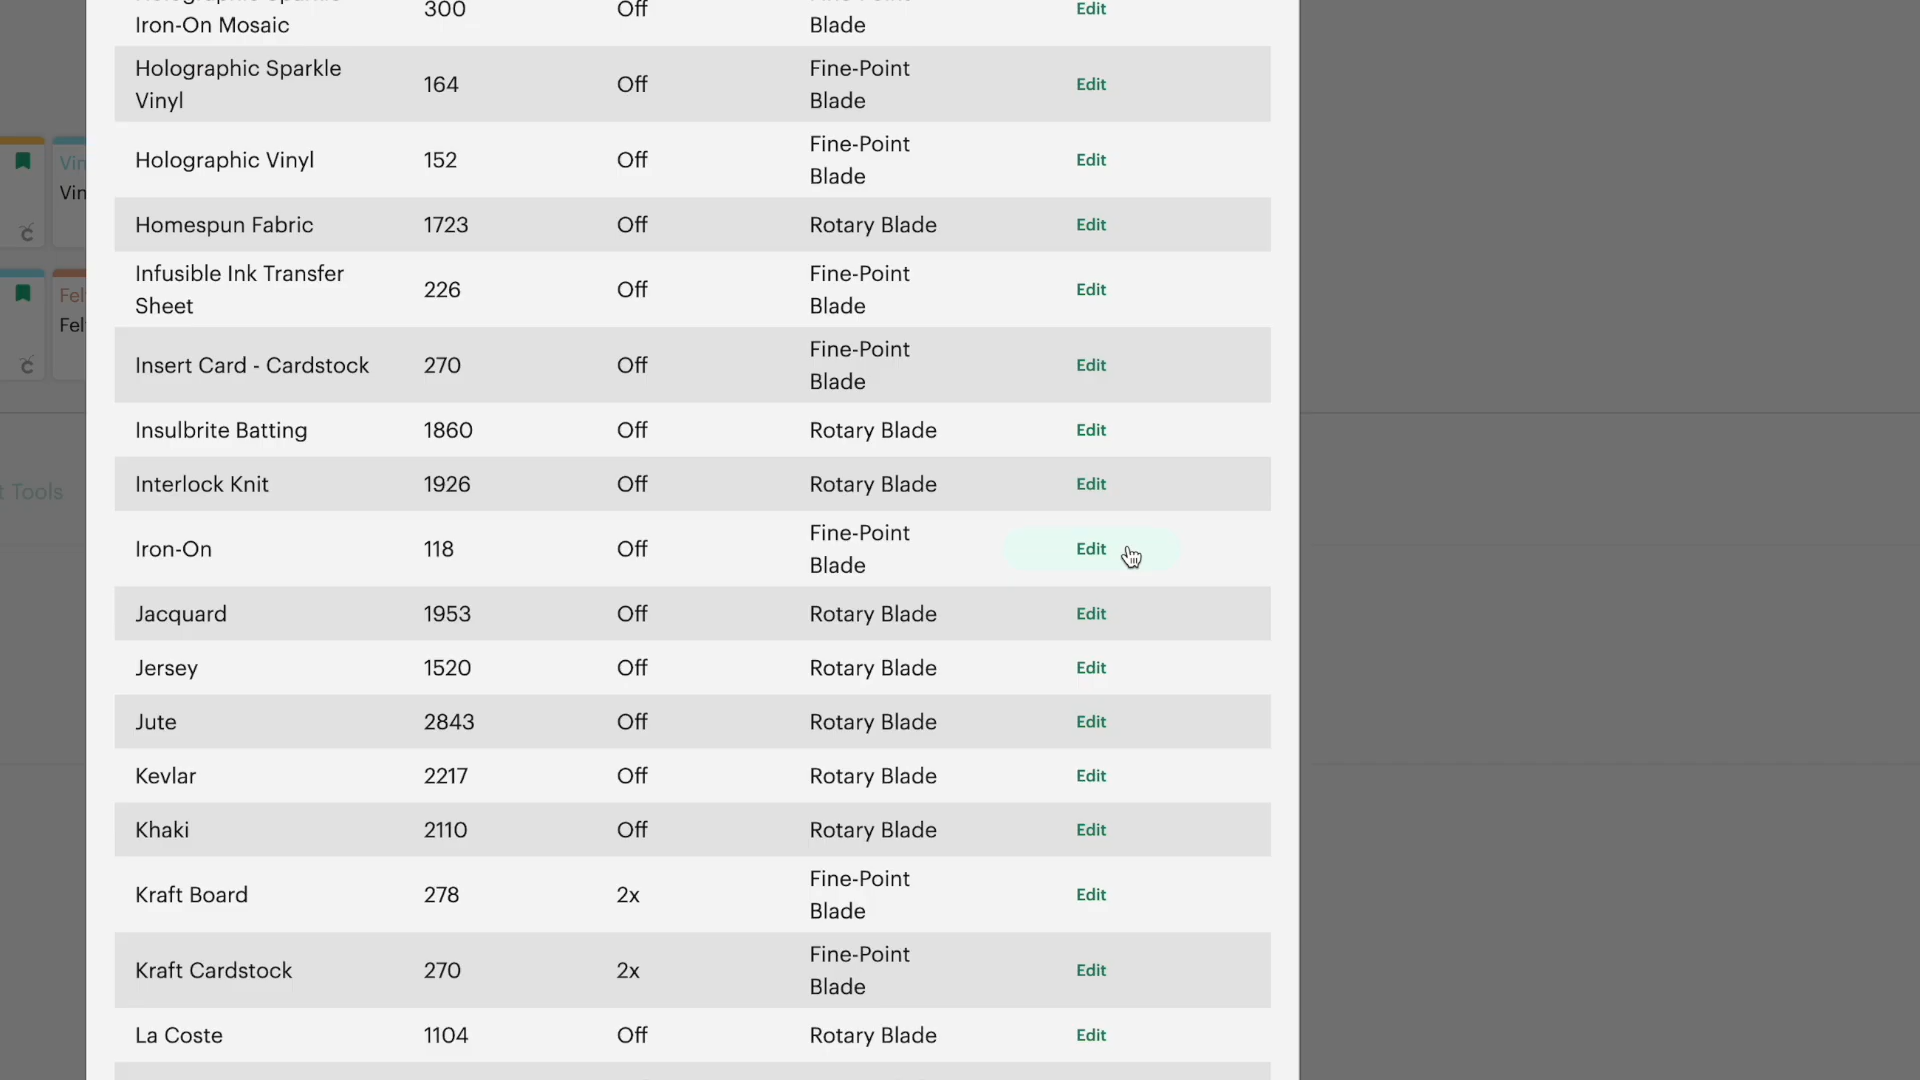 300 Off Edit
Iron-On Mosaic Blade
Holographic Sparkle Fine-Point
164 Off Edit
Vinyl Blade
Fine-Point
Holographic Vinyl 152 Off Edit
Blade
Homespun Fabric 1723 Off Rotary Blade Edit
Infusible Ink Transfer Fine-Point
226 Off Edit
Sheet Blade
Fine-Point
Insert Card - Cardstock 270 Off Edit
Blade
Insulbrite Batting 1860 Off Rotary Blade Edit
Interlock Knit 1926 Off Rotary Blade Edit
Fine-Point
Iron-On 118 Off Edit
Blade
Jacquard 1953 Off Rotary Blade Edit
Jersey 1520 Off Rotary Blade Edit
Jute 2843 Off Rotary Blade Edit
Kevlar 2217 Off Rotary Blade Edit
Khaki 2110 Off Rotary Blade Edit
Fine-Point
Kraft Board 278 2x Edit
Blade
Fine-Point
Kraft Cardstock 270 2x Edit
Blade
La Coste 1104 Off Rotary Blade Edit
Vin
Vin
Fel
Fel
t Tools